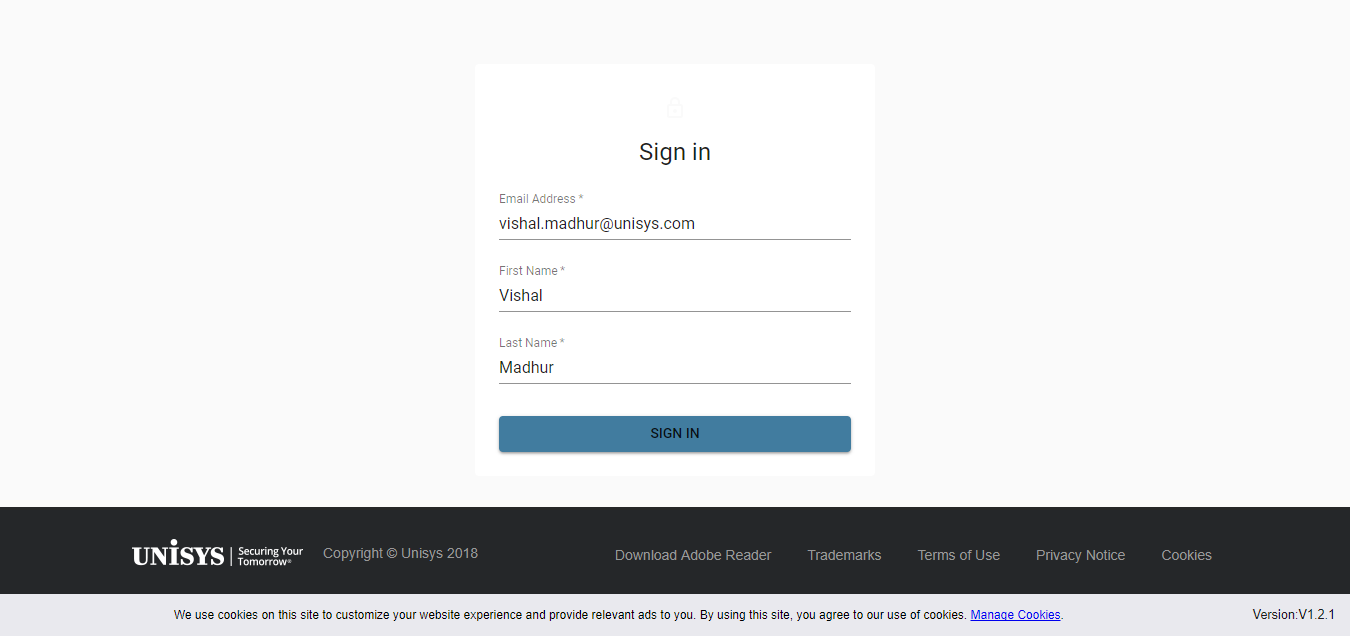 Sign in
Email Address *
vishal.madhur@unisys.com
First Name *
Vishal
Last Name *
Madhur
SIGN IN
UNISYS | Securing Your Tomorrow®
Copyright © Unisys 2018
Download Adobe Reader Trademarks Terms of Use Privacy Notice Cookies
We use cookies on this site to customize your website experience and provide relevant ads to you. By using this site, you agree to our use of cookies. Manage Cookies.
Version:V1.2.1